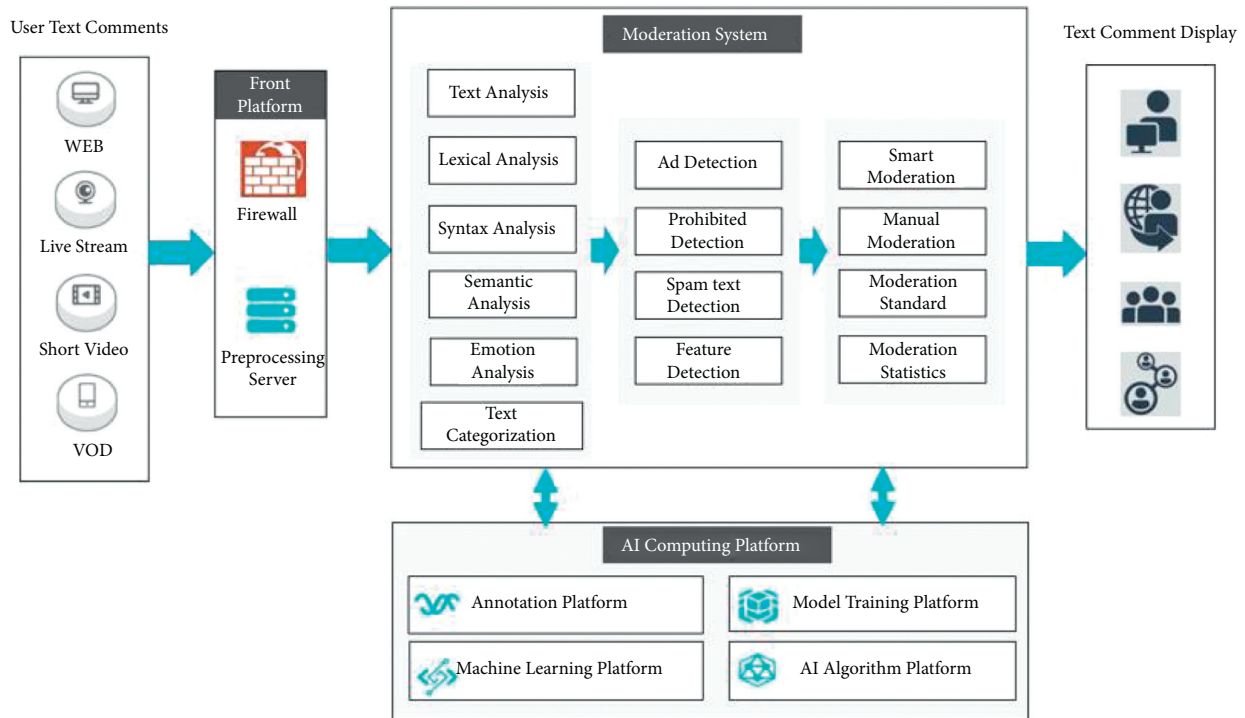 User Text Comments
WEB
Live Stream
Short Video
VOD
Front
Platform
Firewall
Preprocessing
Server
Moderation System
Text Analysis
Lexical Analysis
Syntax Analysis
Semantic
Analysis
Emotion
Analysis
Text
Categorization
Ad Detection
Prohibited
Detection
Spam text
Detection
Feature
Detection
Smart
Moderation
Manual
Moderation
Moderation
Standard
Moderation
Statistics
Text Comment Display
AI Computing Platform
Annotation Platform
Model Training Platform
Machine Learning Platform
AI Algorithm Platform